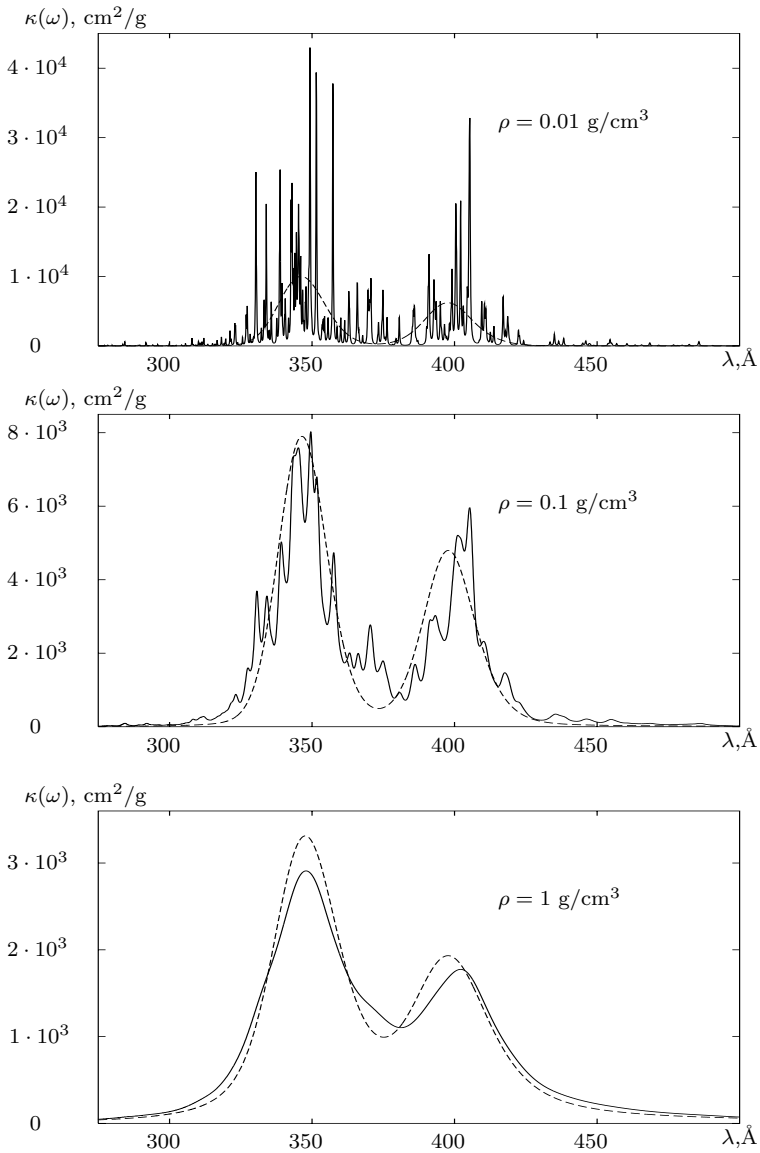 κ(ω), cm²/g
4 · 10⁴
3 · 10⁴
2 · 10⁴
1 · 10⁴
0
ρ = 0.01 g/cm³
300 350 400 450 λ,Å
κ(ω), cm²/g
8 · 10³
6 · 10³
4 · 10³
2 · 10³
0
ρ = 0.1 g/cm³
300 350 400 450 λ,Å
κ(ω), cm²/g
3 · 10³
2 · 10³
1 · 10³
0
ρ = 1 g/cm³
300 350 400 450 λ,Å